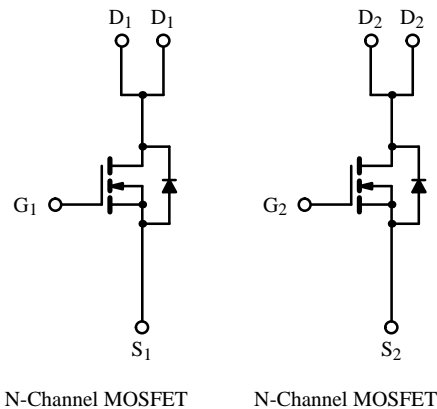 D1 D1 D2 D2
G1 G2
S1 S2
N-Channel MOSFET N-Channel MOSFET